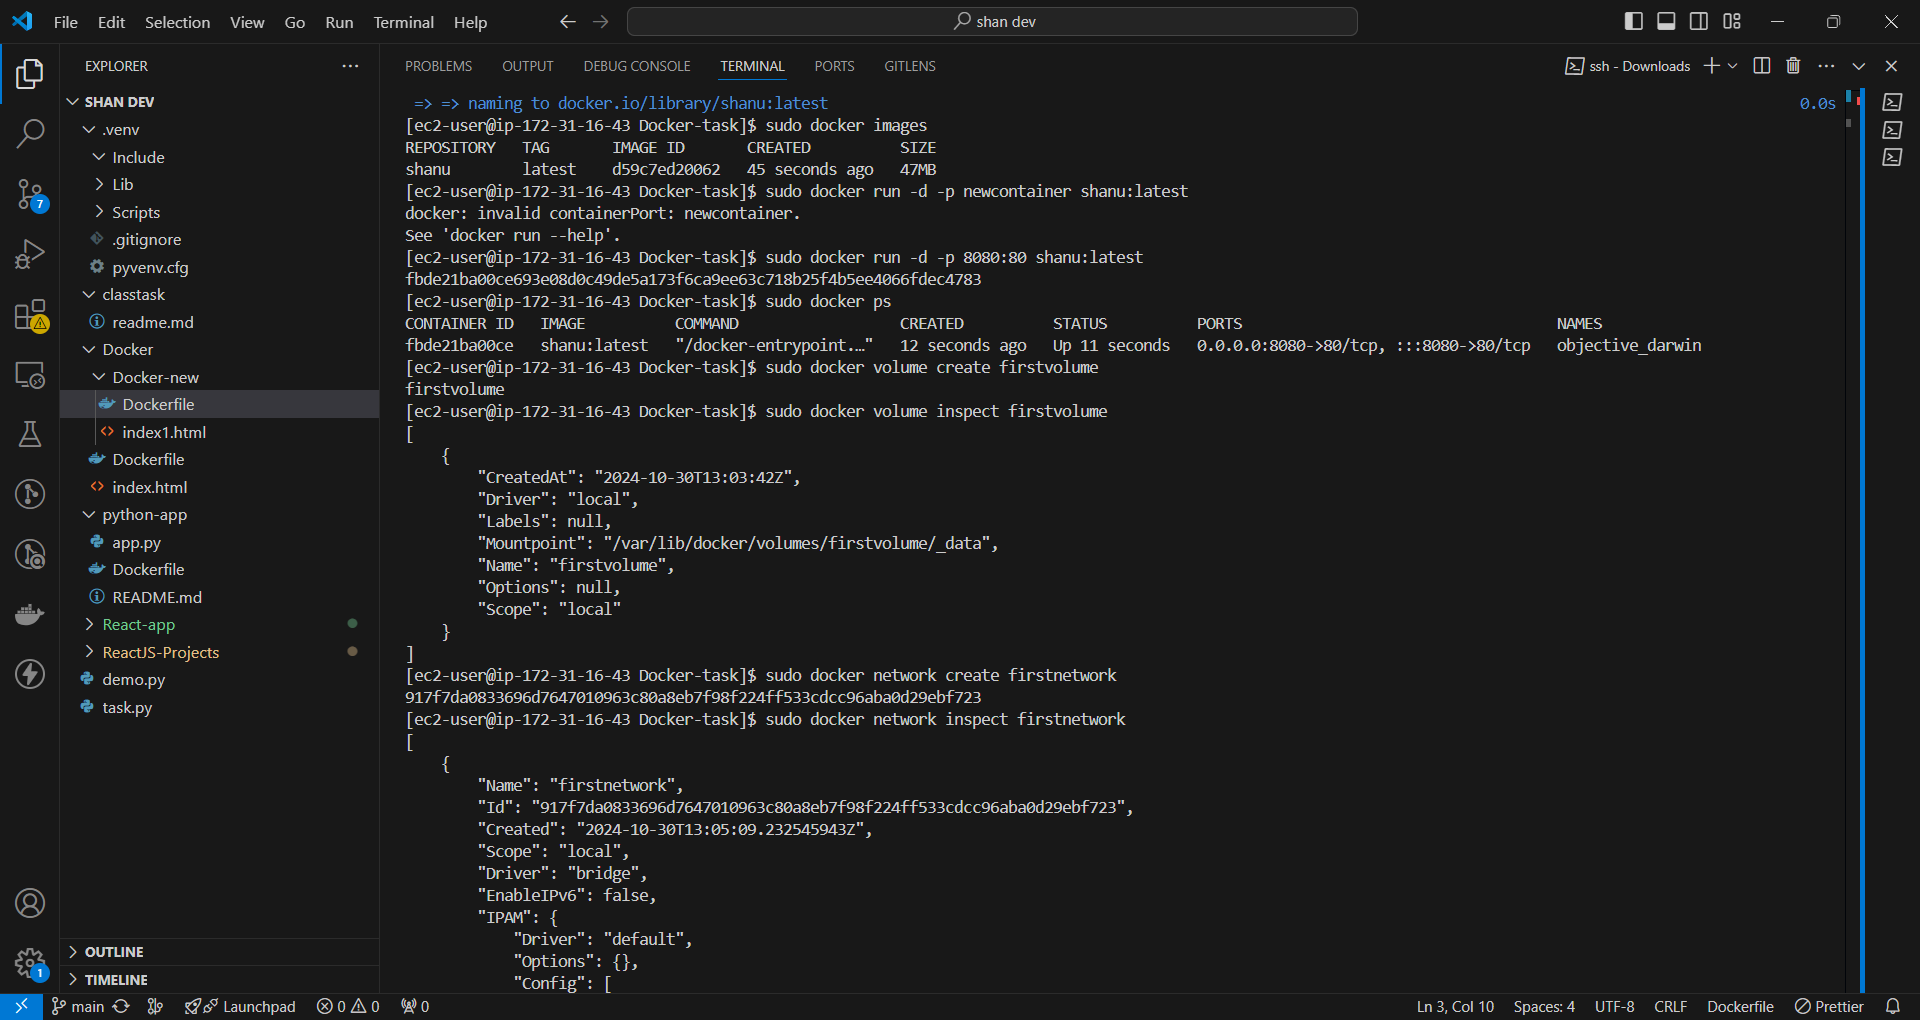 File Edit Selection View Go Run Terminal Help
shan dev
EXPLORER
SHAN DEV
.venv
Include
Lib
Scripts
.gitignore
pyvenv.cfg
classtask
readme.md
Docker
Docker-new
Dockerfile
index1.html
Dockerfile
index.html
python-app
app.py
Dockerfile
README.md
React-app
ReactJS-Projects
demo.py
task.py
OUTLINE
TIMELINE
7
1
PROBLEMS OUTPUT DEBUG CONSOLE TERMINAL PORTS GITLENS
ssh - Downloads
=> => naming to docker.io/library/shanu:latest 0.0s
[ec2-user@ip-172-31-16-43 Docker-task]$ sudo docker images
REPOSITORY TAG IMAGE ID CREATED SIZE
shanu latest d59c7ed20062 45 seconds ago 47MB
[ec2-user@ip-172-31-16-43 Docker-task]$ sudo docker run -d -p newcontainer shanu:latest
docker: invalid containerPort: newcontainer.
See 'docker run --help'.
[ec2-user@ip-172-31-16-43 Docker-task]$ sudo docker run -d -p 8080:80 shanu:latest
fbde21ba00ce693e08d0c49de5a173f6ca9ee63c718b25f4b5ee4066fdec4783
[ec2-user@ip-172-31-16-43 Docker-task]$ sudo docker ps
CONTAINER ID IMAGE COMMAND CREATED STATUS PORTS NAMES
fbde21ba00ce shanu:latest "/docker-entrypoint.…" 12 seconds ago Up 11 seconds 0.0.0.0:8080->80/tcp, :::8080->80/tcp objective_darwin
[ec2-user@ip-172-31-16-43 Docker-task]$ sudo docker volume create firstvolume
firstvolume
[ec2-user@ip-172-31-16-43 Docker-task]$ sudo docker volume inspect firstvolume
[
{
"CreatedAt": "2024-10-30T13:03:42Z",
"Driver": "local",
"Labels": null,
"Mountpoint": "/var/lib/docker/volumes/firstvolume/_data",
"Name": "firstvolume",
"Options": null,
"Scope": "local"
}
]
[ec2-user@ip-172-31-16-43 Docker-task]$ sudo docker network create firstnetwork
917f7da0833696d7647010963c80a8eb7f98f224ff533cdcc96aba0d29ebf723
[ec2-user@ip-172-31-16-43 Docker-task]$ sudo docker network inspect firstnetwork
[
{
"Name": "firstnetwork",
"Id": "917f7da0833696d7647010963c80a8eb7f98f224ff533cdcc96aba0d29ebf723",
"Created": "2024-10-30T13:05:09.232545943Z",
"Scope": "local",
"Driver": "bridge",
"EnableIPv6": false,
"IPAM": {
"Driver": "default",
"Options": {},
"Config": [
main Launchpad 0 0 0 Ln 3, Col 10 Spaces: 4 UTF-8 CRLF Dockerfile Prettier